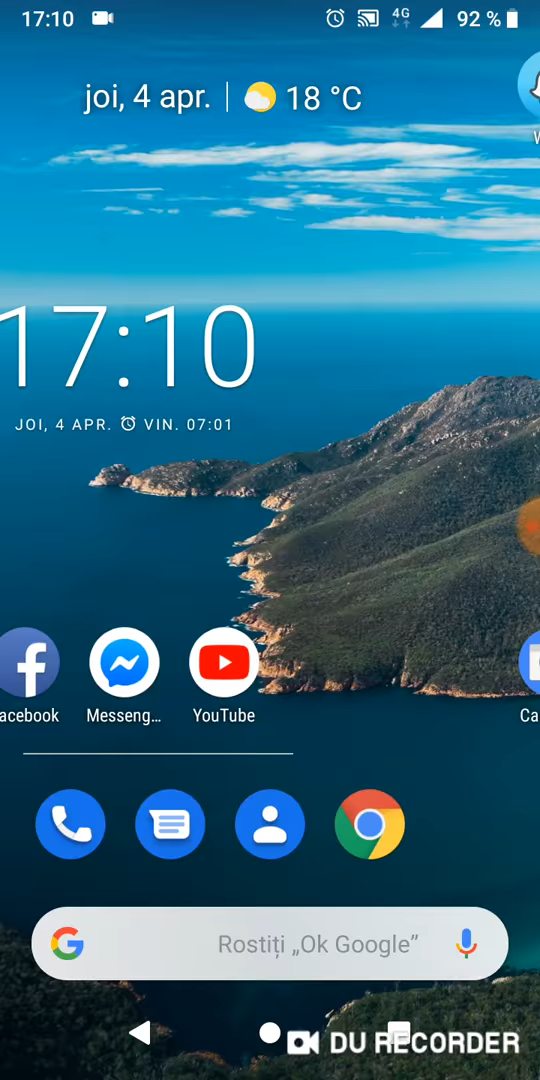 17:10
4G
92 %
joi, 4 apr.
18 °C
17:10
JOI, 4 APR.
VIN. 07:01
acebook
Messeng...
YouTube
Ca
Rostiți „Ok Google”
DU RECORDER